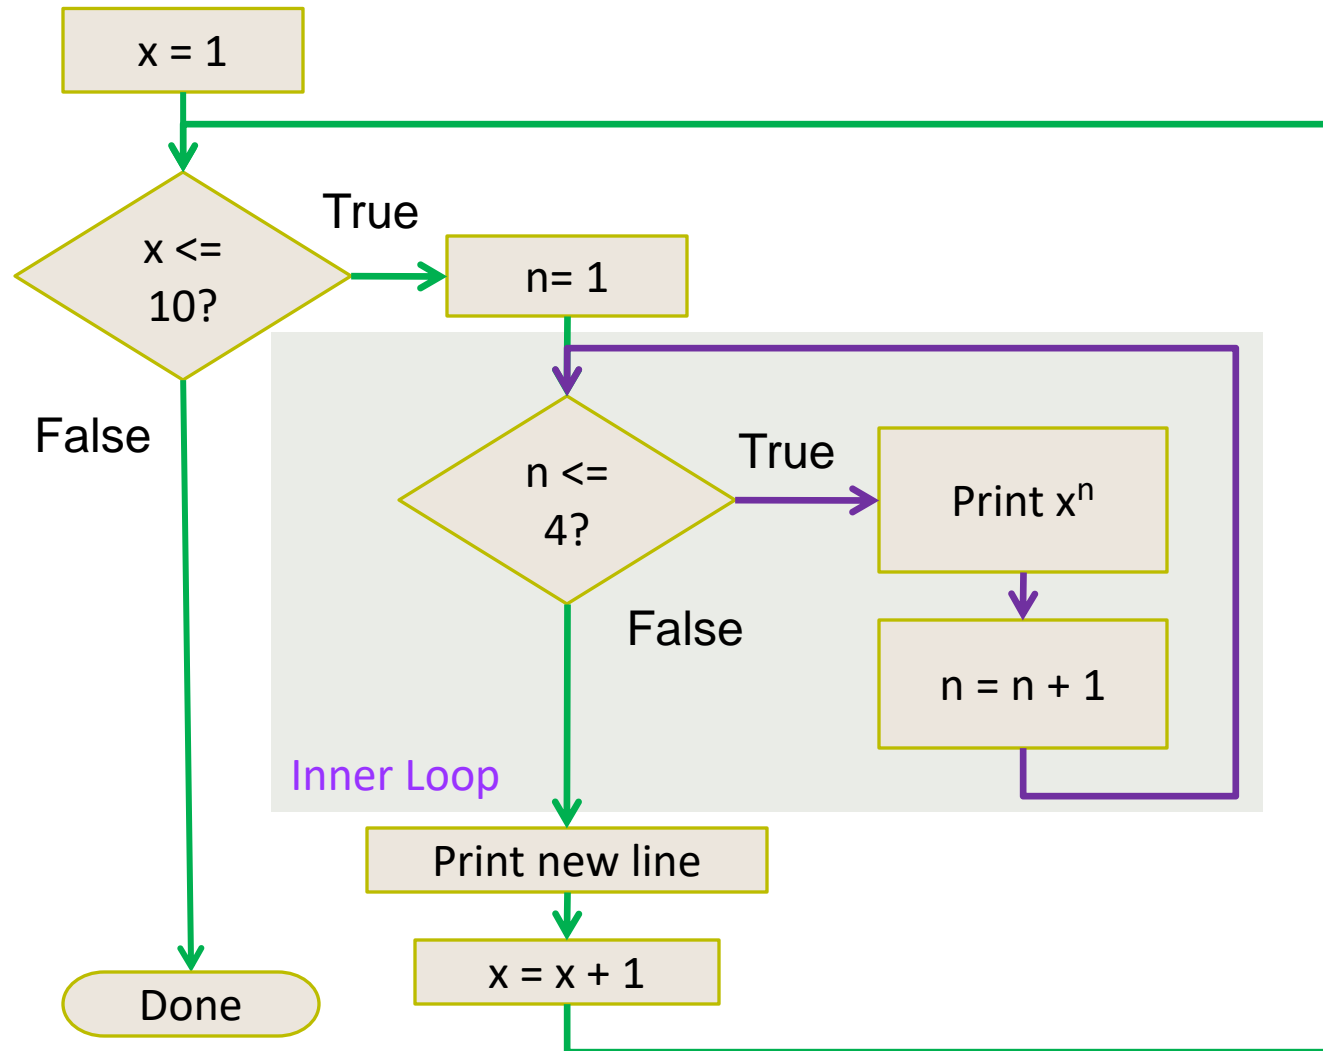 x = 1
True
x <=
10?
n= 1
False
True
n <=
4?
Print xⁿ
False
n = n + 1
Inner Loop
Print new line
x = x + 1
Done